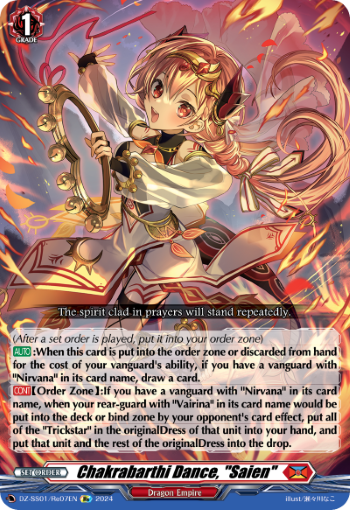 1
GRADE
The spirit clad in prayers will stand repeatedly.
(After a set order is played, put it into your order zone)
AUTO:When this card is put into the order zone or discarded from hand
for the cost of your vanguard's ability, if you have a vanguard with
"Nirvana" in its card name, draw a card.
CONT【Order Zone】:If you have a vanguard with "Nirvana" in its card
name, when your rear-guard with "Vairina" in its card name would be
put into the deck or bind zone by your opponent's card effect, put all
of the "Trickstar" in the originalDress of that unit into your hand, and
put that unit and the rest of the originalDress into the drop.
SET ORDER
Chakrabarthi Dance, "Saien"
Dragon Empire
DZ-SS01/Re07EN
2024